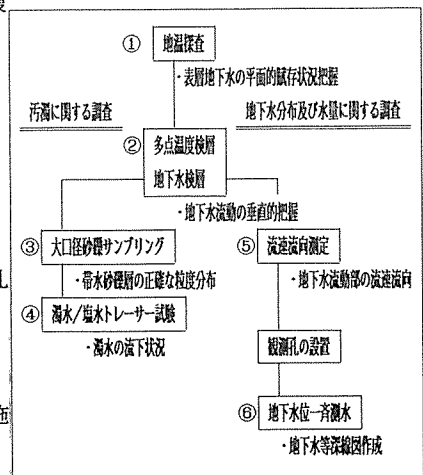 ① 地温探査
・表層地下水の平面的賦存状況把握
汚濁に関する調査
地下水分布及び水量に関する調査
② 多点温度検層
地下水検層
・地下水流動の垂直的把握
③ 大口径砂礫サンプリング
・帯水砂礫層の正確な粒度分布
④ 濁水/塩水トレーサー試験
・濁水の流下状況
⑤ 流速流向測定
・地下水流動部の流速流向
観測孔の設置
⑥ 地下水位一斉測水
・地下水等深線図作成